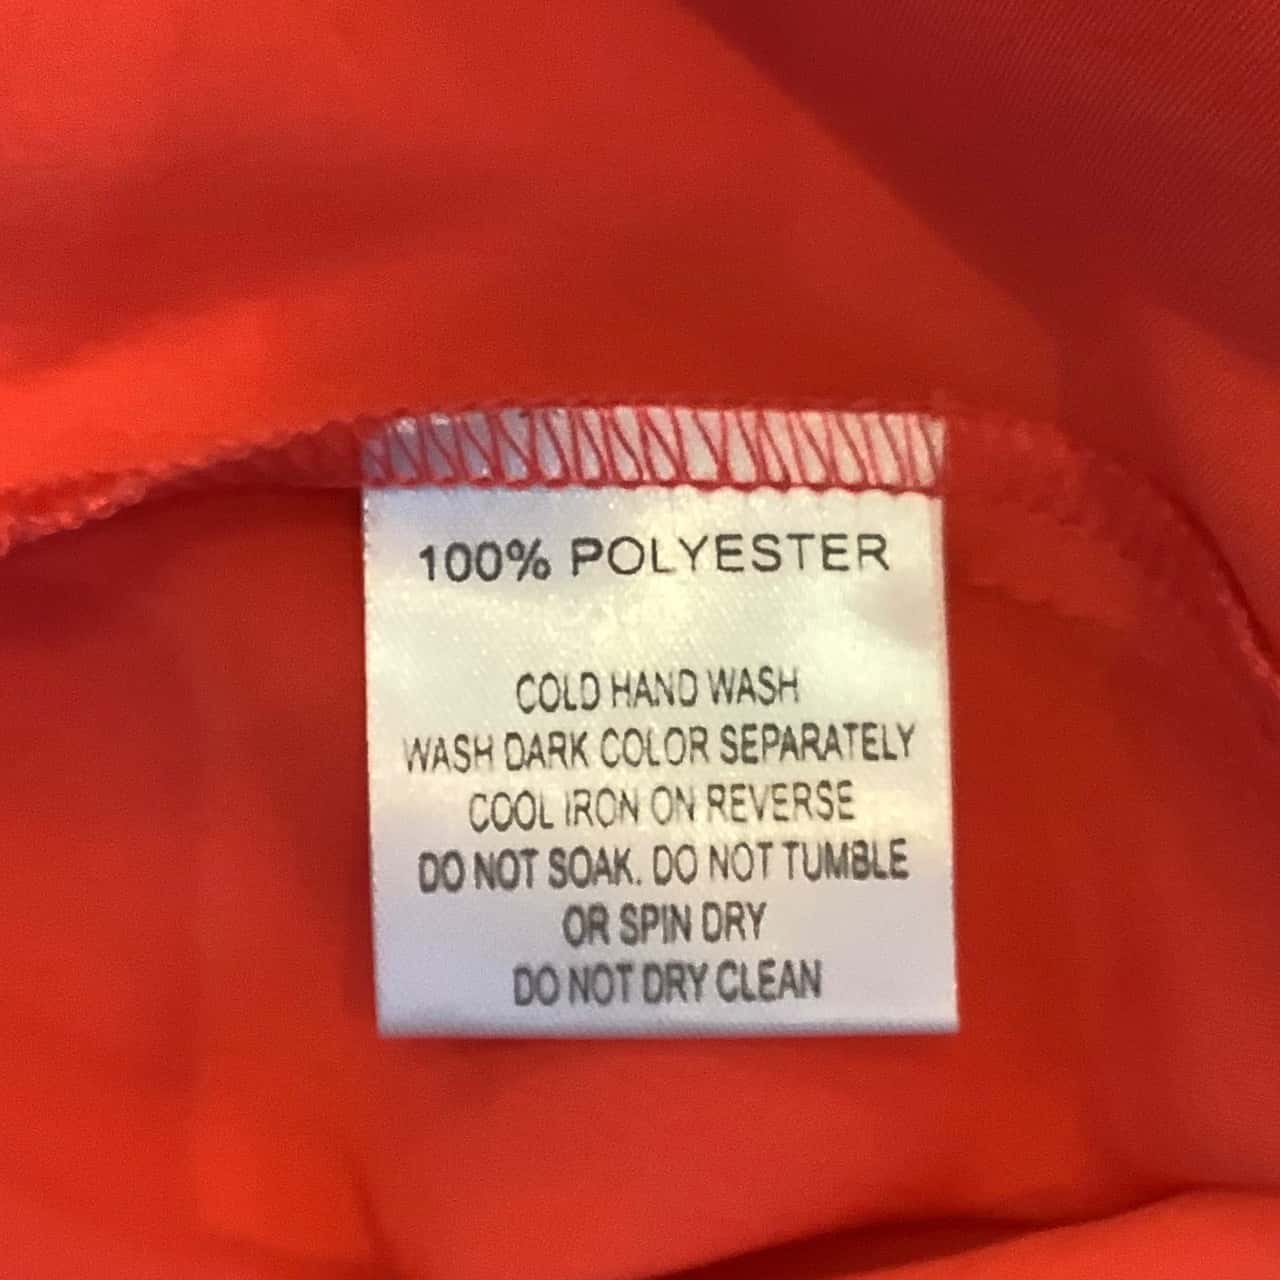 100% POLYESTER
COLD HAND WASH
WASH DARK COLOR SEPARATELY
COOL IRON ON REVERSE
DO NOT SOAK. DO NOT TUMBLE
OR SPIN DRY
DO NOT DRY CLEAN